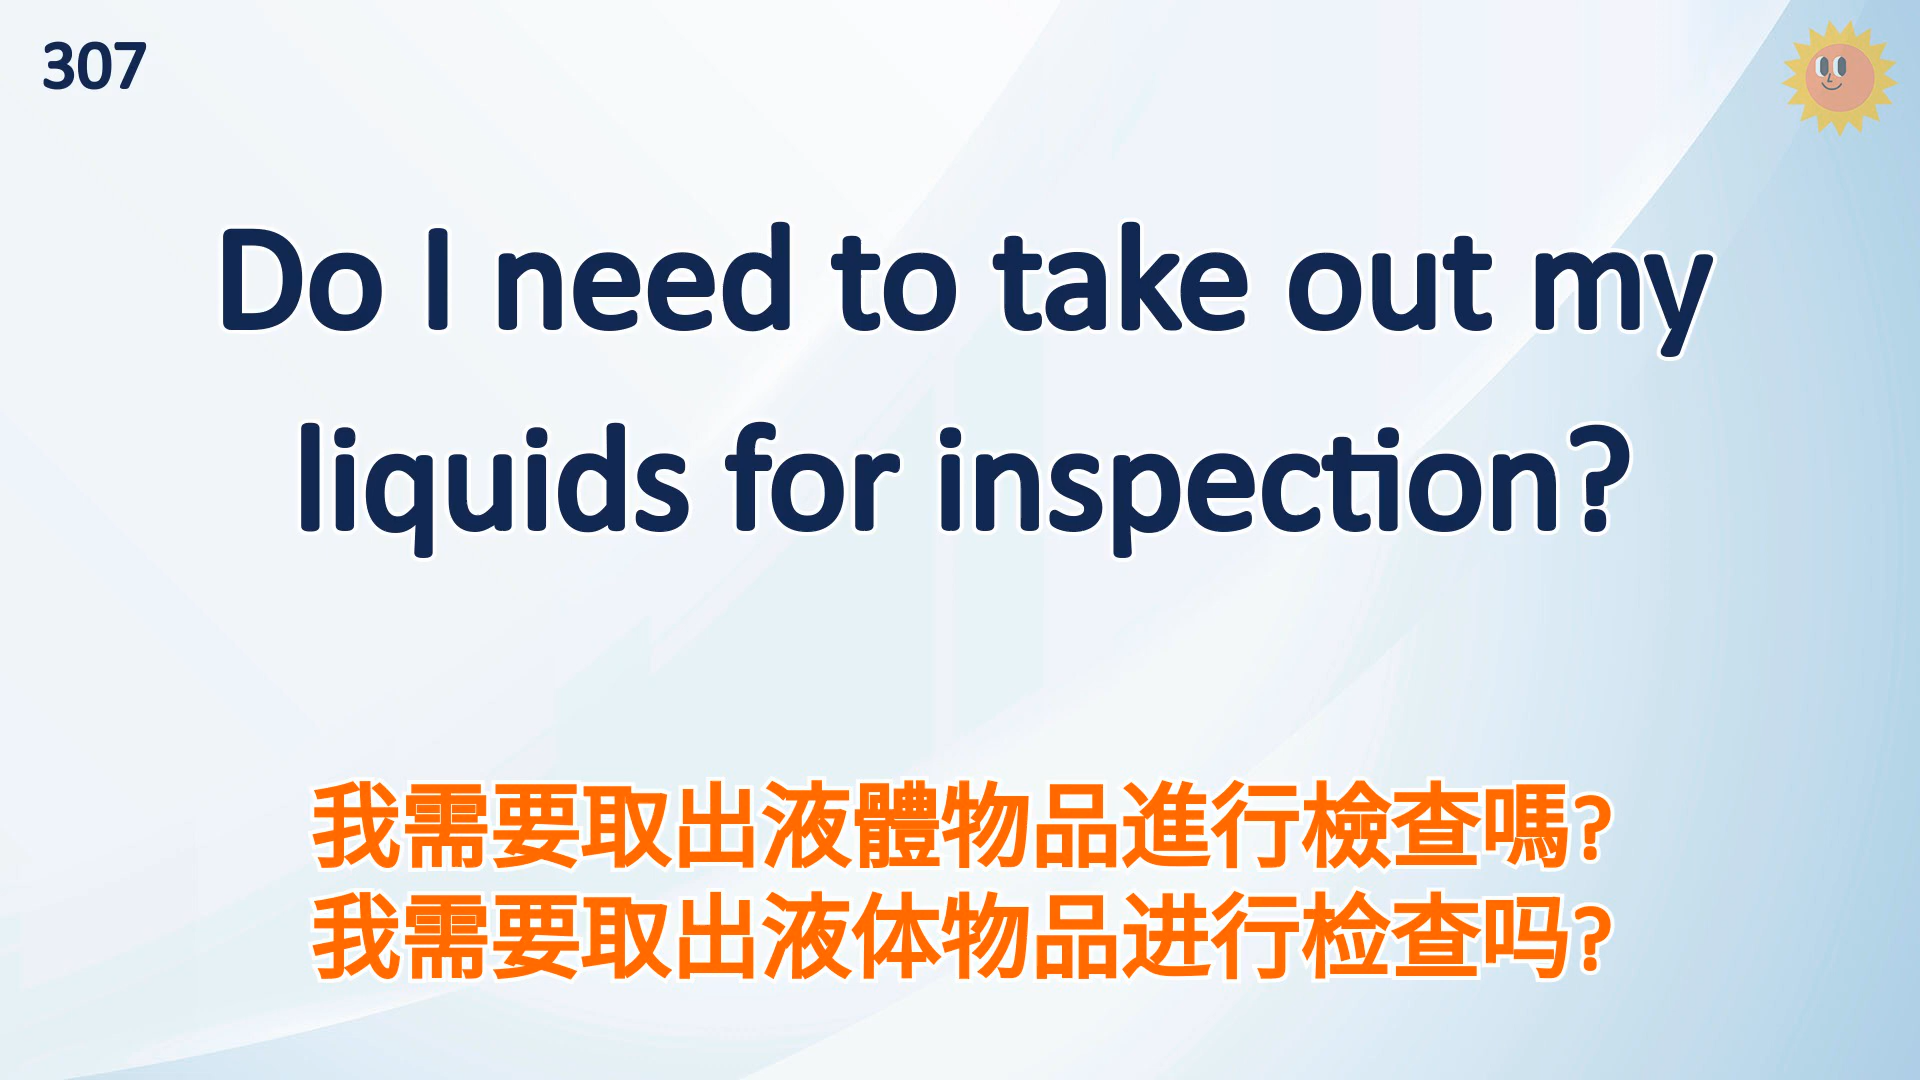 307
Do I need to take out my
liquids for inspection?
我需要取出液體物品進行檢查嗎?
我需要取出液体物品进行检查吗?